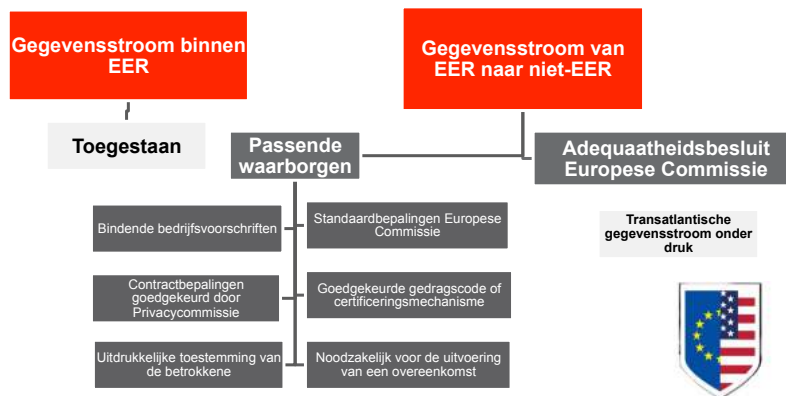 Gegevensstroom binnen
EER
Gegevensstroom van
EER naar niet-EER
Toegestaan
Passende
waarborgen
Adequaatheidsbesluit
Europese Commissie
Bindende bedrijfsvoorschriften
Standaardbepalingen Europese
Commissie
Transatlantische
gegevensstroom onder
druk
Contractbepalingen
goedgekeurd door
Privacycommissie
Goedgekeurde gedragscode of
certificeringsmechanisme
Uitdrukkelijke toestemming van
de betrokkene
Noodzakelijk voor de uitvoering
van een overeenkomst